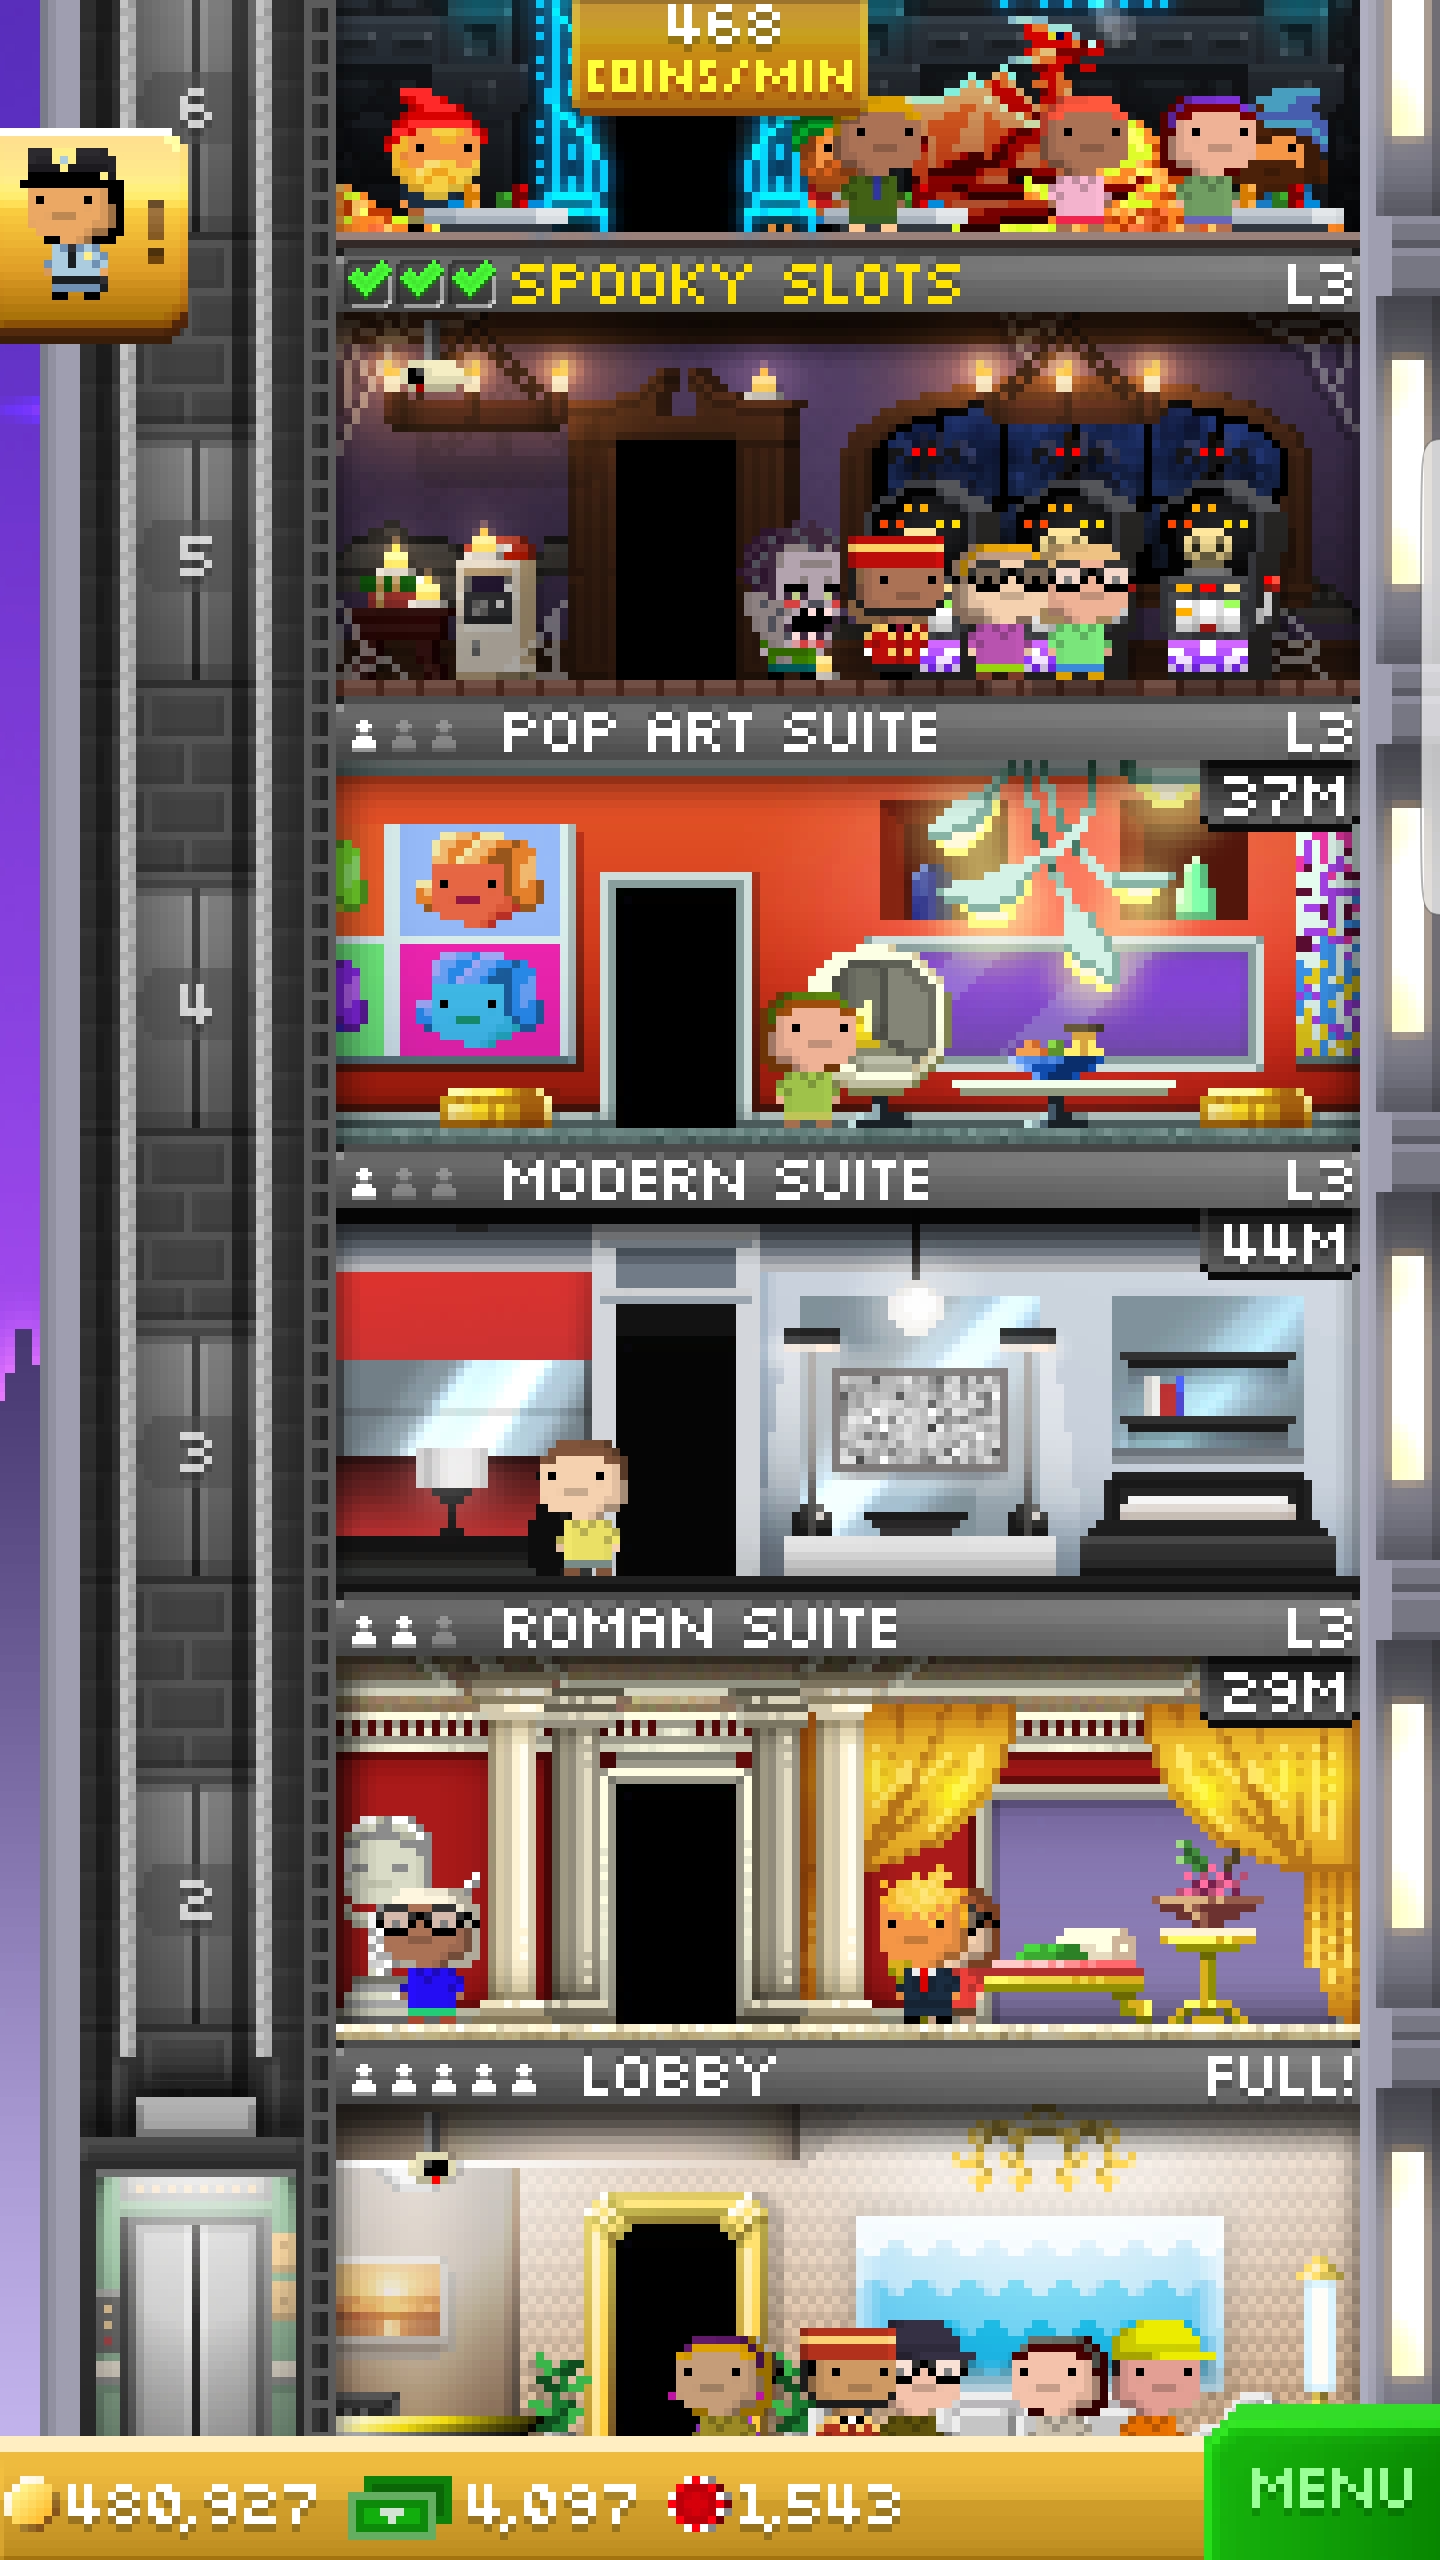 468
COINS/MIN
6
!
SPOOKY SLOTS L3
5
POP ART SUITE L3
37M
4
MODERN SUITE L3
44M
3
ROMAN SUITE L3
29M
2
LOBBY FULL!
480,927 4,097 1,543 MENU